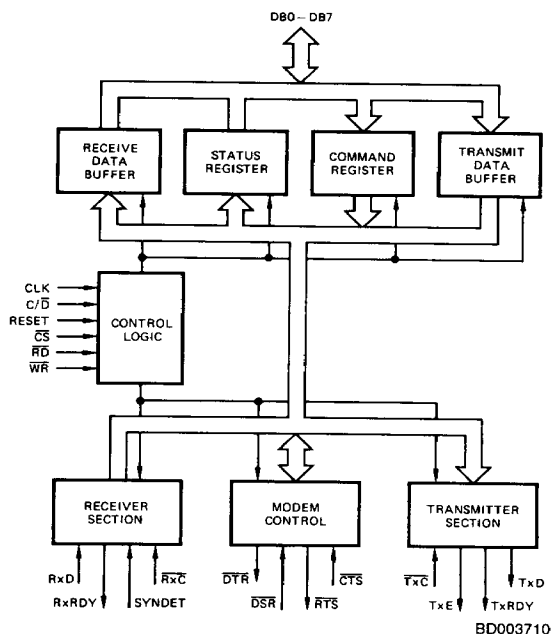 DB0-DB7
RECEIVE
DATA
BUFFER
STATUS
REGISTER
COMMAND
REGISTER
TRANSMIT
DATA
BUFFER
CLK
C/D̅
RESET
C̅S̅
R̅D̅
W̅R̅
CONTROL
LOGIC
RECEIVER
SECTION
MODEM
CONTROL
TRANSMITTER
SECTION
RxD
R̅x̅C̅
RxRDY
SYNDET
D̅T̅R̅
C̅T̅S̅
D̅S̅R̅
R̅T̅S̅
T̅x̅C̅
TxD
TxE
TxRDY
BD003710